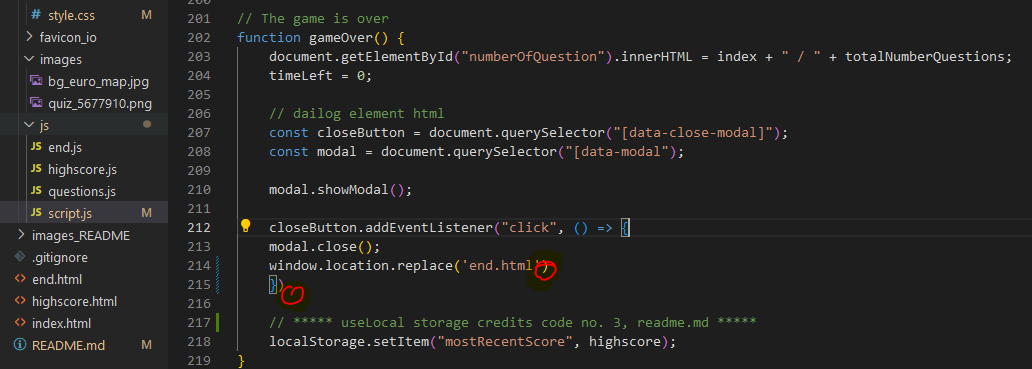 style.css M
favicon_io
images
bg_euro_map.jpg
quiz_5677910.png
js
JS end.js
JS highscore.js
JS questions.js
JS script.js M
images_README
.gitignore
end.html
highscore.html
index.html
README.md M
200
201 // The game is over
202 function gameOver() {
203 document.getElementById("numberOfQuestion").innerHTML = index + " / " + totalNumberQuestions;
204 timeLeft = 0;
205
206 // dailog element html
207 const closeButton = document.querySelector("[data-close-modal]");
208 const modal = document.querySelector("[data-modal");
209
210 modal.showModal();
211
212 closeButton.addEventListener("click", () => {
213 modal.close();
214 window.location.replace('end.html')
215 })
216
217 // ***** useLocal storage credits code no. 3, readme.md *****
218 localStorage.setItem("mostRecentScore", highscore);
219 }